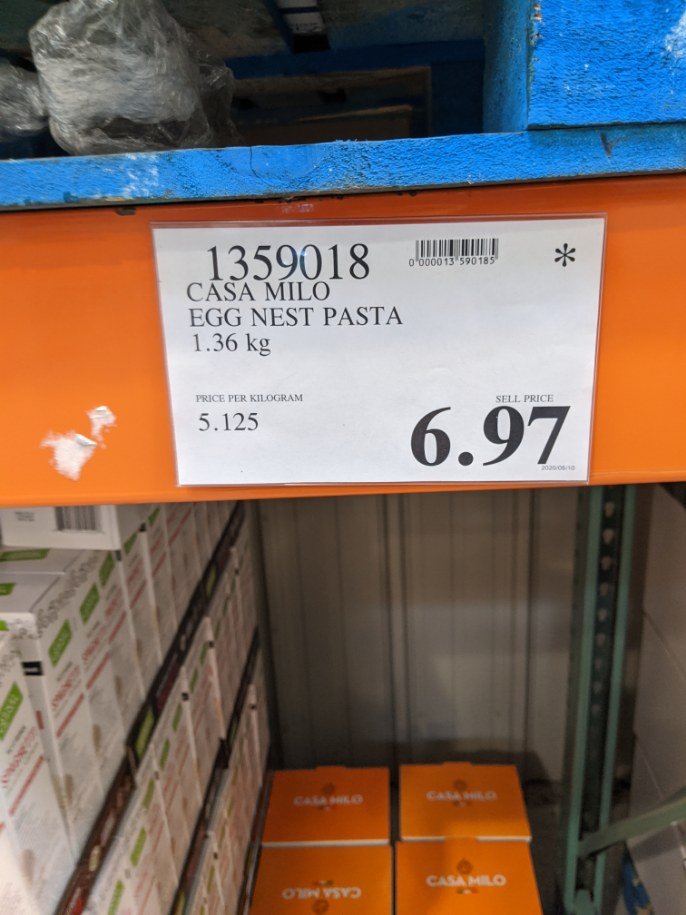 1359018
0 000013 590185
*
CASA MILO
EGG NEST PASTA
1.36 kg
PRICE PER KILOGRAM
5.125
SELL PRICE
6.97
2020/08/10
CASA MILO
CASA MILO
CASA MILO
CASA MILO